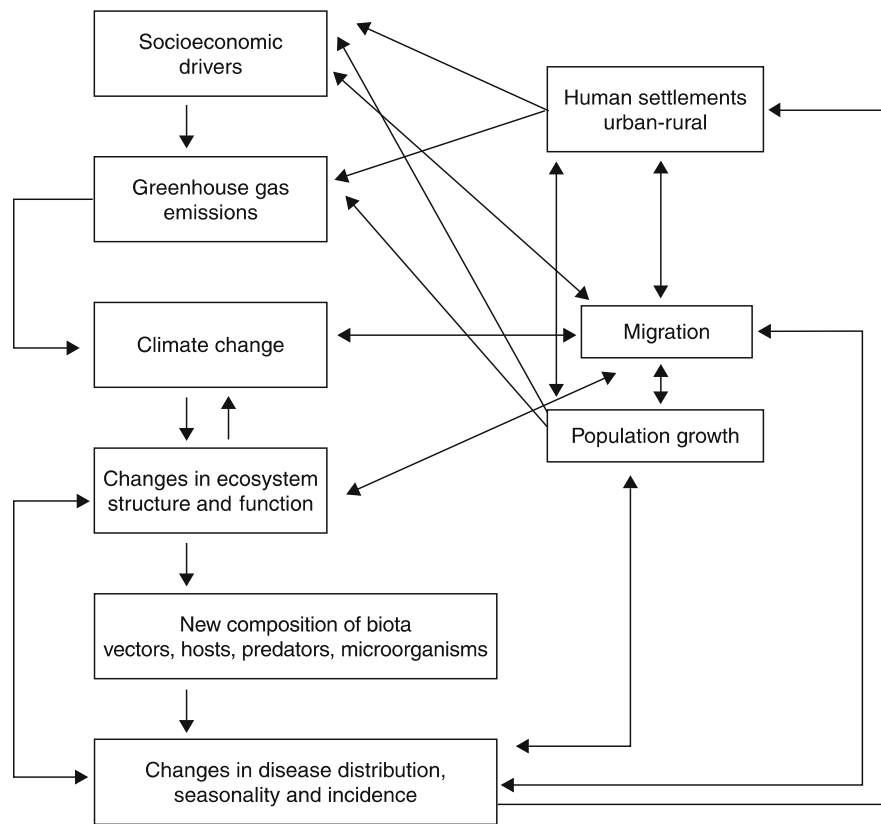 Socioeconomic
drivers
Human settlements
urban-rural
Greenhouse gas
emissions
Climate change
Migration
Population growth
Changes in ecosystem
structure and function
New composition of biota
vectors, hosts, predators, microorganisms
Changes in disease distribution,
seasonality and incidence